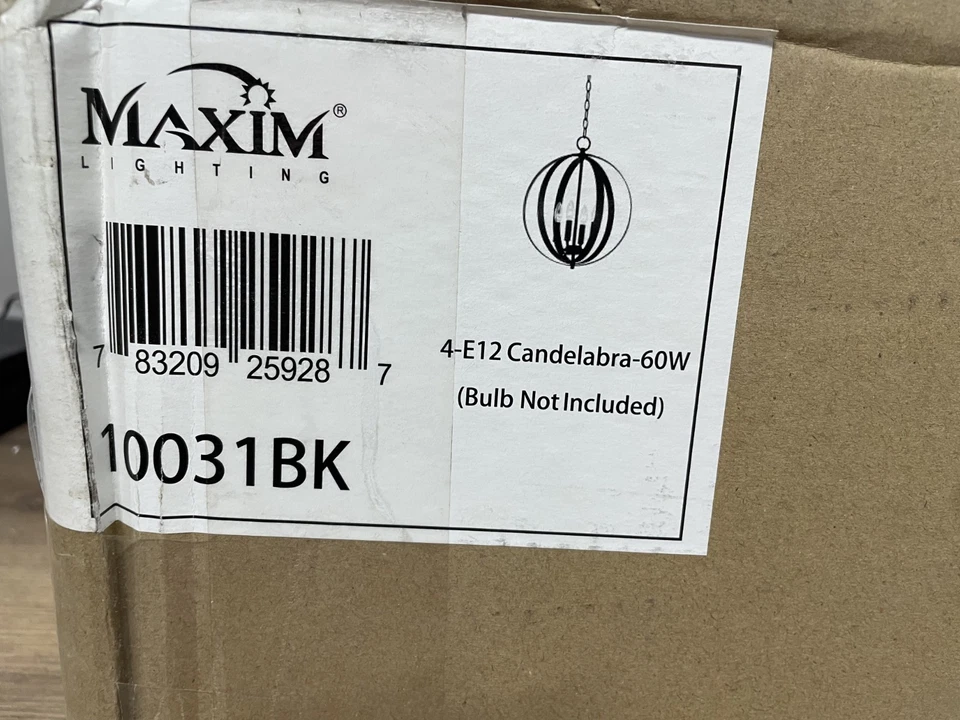 MAXIM®
LIGHTING
7 83209 25928 7
10031BK
4-E12 Candelabra-60W
(Bulb Not Included)